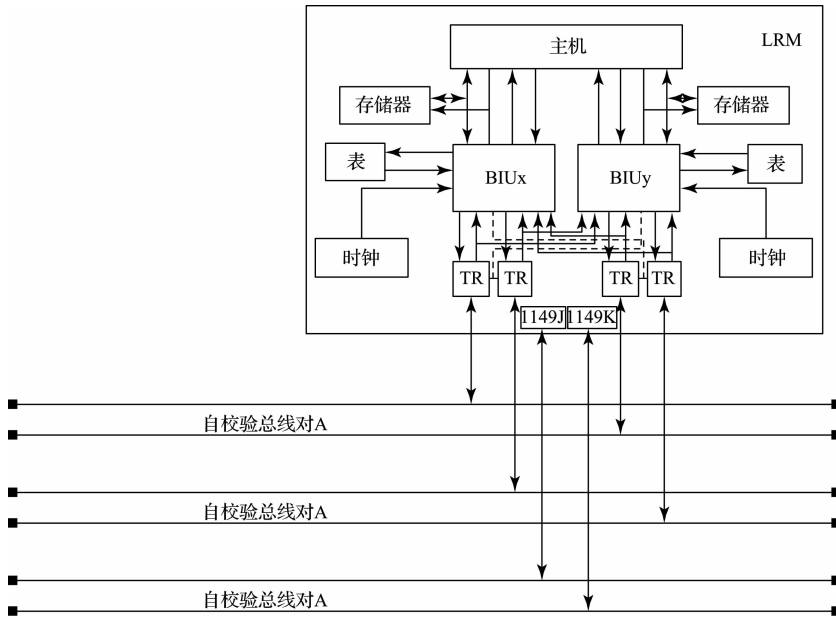 主机
LRM
存储器
存储器
表
BIUx
BIUy
表
时钟
时钟
TR
TR
TR
TR
1149J
1149K
自校验总线对A
自校验总线对A
自校验总线对A